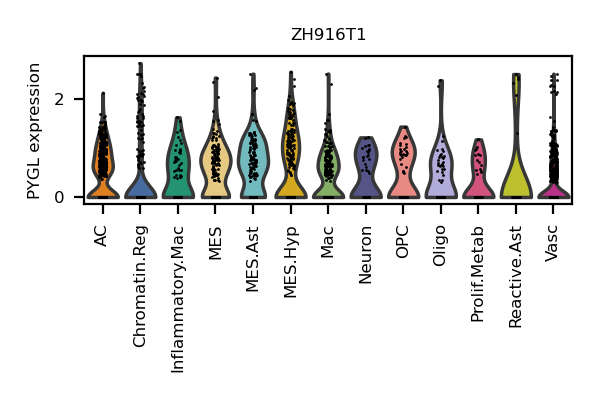 ZH916T1
PYGL expression
2
0
AC
Chromatin.Reg
Inflammatory.Mac
MES
MES.Ast
MES.Hyp
Mac
Neuron
OPC
Oligo
Prolif.Metab
Reactive.Ast
Vasc